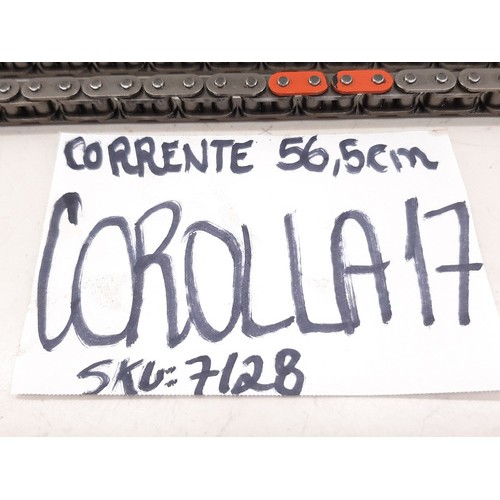 CORRENTE 56,5cm
COROLLA 17
SKU: 7128